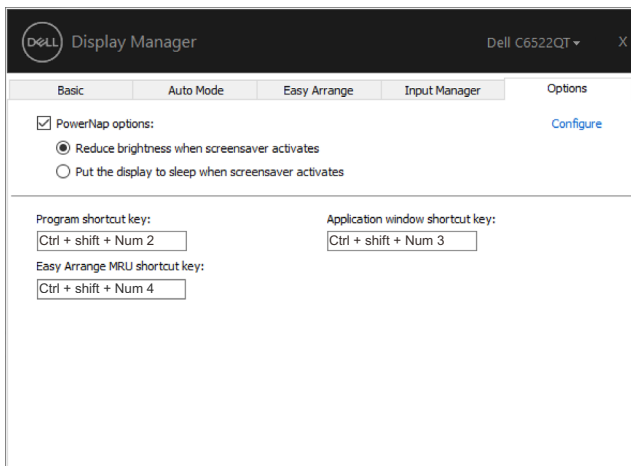 DELL Display Manager Dell C6522QT X
Basic Auto Mode Easy Arrange Input Manager Options
PowerNap options: Configure
Reduce brightness when screensaver activates
Put the display to sleep when screensaver activates
Program shortcut key: Application window shortcut key:
Ctrl + shift + Num 2 Ctrl + shift + Num 3
Easy Arrange MRU shortcut key:
Ctrl + shift + Num 4